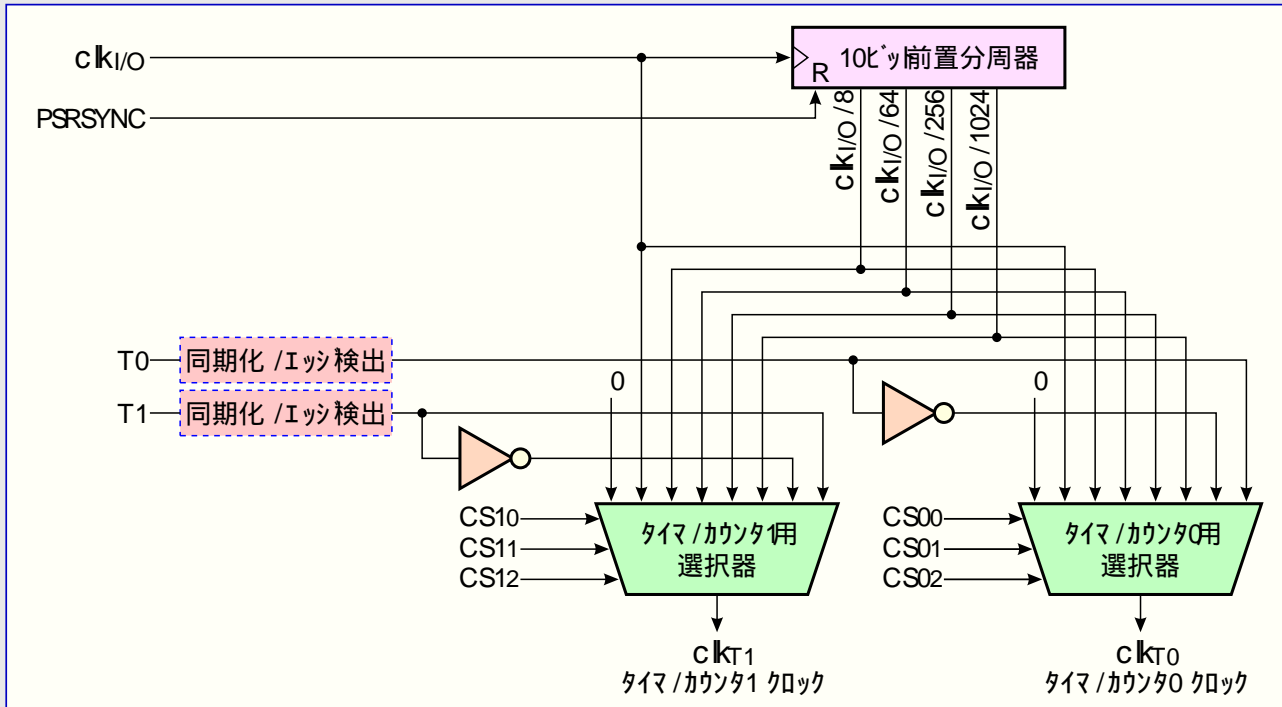 clkI/O
10ビット前置分周器
R
PSRSYNC
clkI/O /8
clkI/O /64
clkI/O /256
clkI/O /1024
T0
同期化 /エッジ検出
0
0
T1
同期化 /エッジ検出
CS10
CS11
CS12
タイマ /カウンタ1用
選択器
CS00
CS01
CS02
タイマ /カウンタ0用
選択器
clkT1
タイマ /カウンタ1 クロック
clkT0
タイマ /カウンタ0 クロック